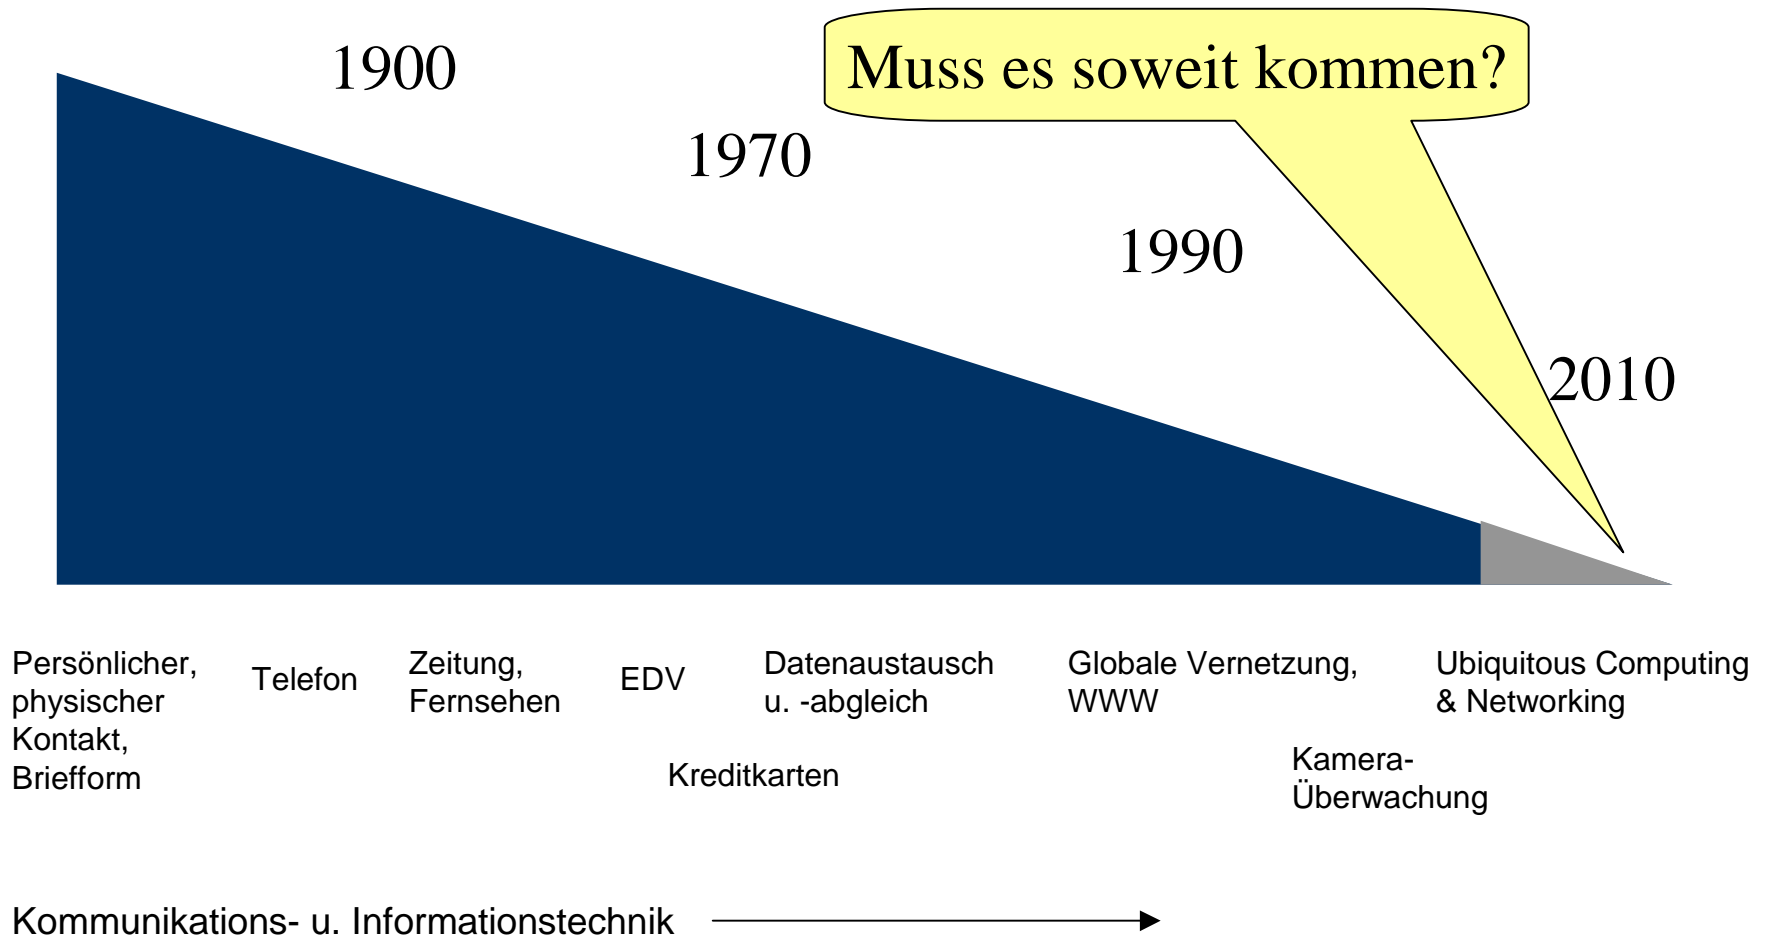 1900
Muss es soweit kommen?
1970
1990
2010
Persönlicher,
physischer
Kontakt,
Briefform
Telefon
Zeitung,
Fernsehen
EDV
Kreditkarten
Datenaustausch
u. -abgleich
Globale Vernetzung,
WWW
Kamera-
Überwachung
Ubiquitous Computing
& Networking
Kommunikations- u. Informationstechnik